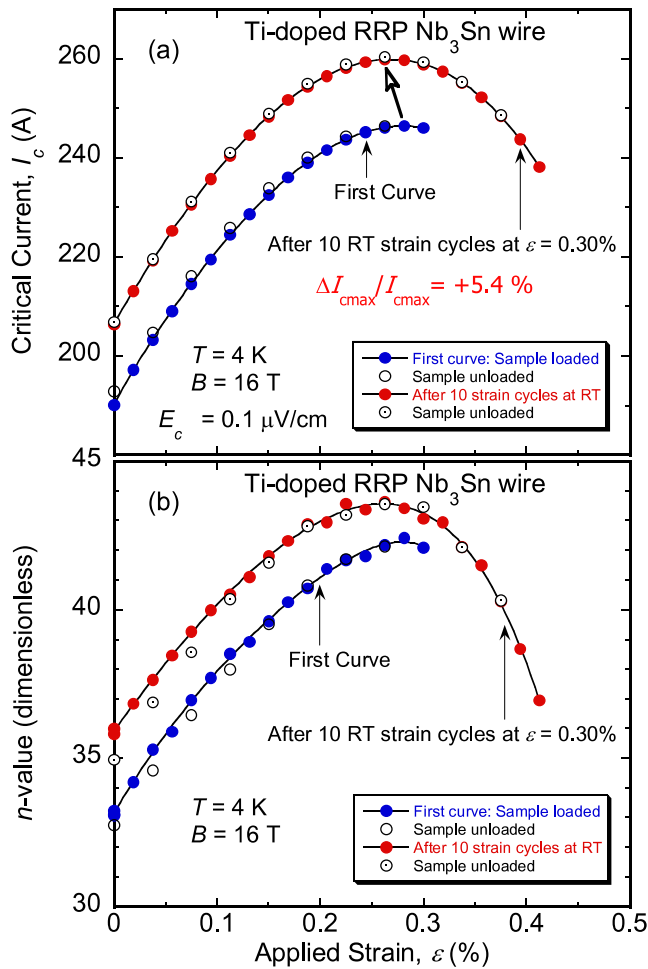 Ti-doped RRP Nb3Sn wire
(a)
260
240
220
200
Critical Current, Ic (A)
First Curve
After 10 RT strain cycles at ε = 0.30%
ΔIcmax/Icmax = +5.4 %
T = 4 K
B = 16 T
Ec = 0.1 μV/cm
First curve: Sample loaded
Sample unloaded
After 10 strain cycles at RT
Sample unloaded
45
40
35
30
n-value (dimensionless)
Ti-doped RRP Nb3Sn wire
(b)
First Curve
After 10 RT strain cycles at ε = 0.30%
T = 4 K
B = 16 T
First curve: Sample loaded
Sample unloaded
After 10 strain cycles at RT
Sample unloaded
0 0.1 0.2 0.3 0.4 0.5
Applied Strain, ε (%)